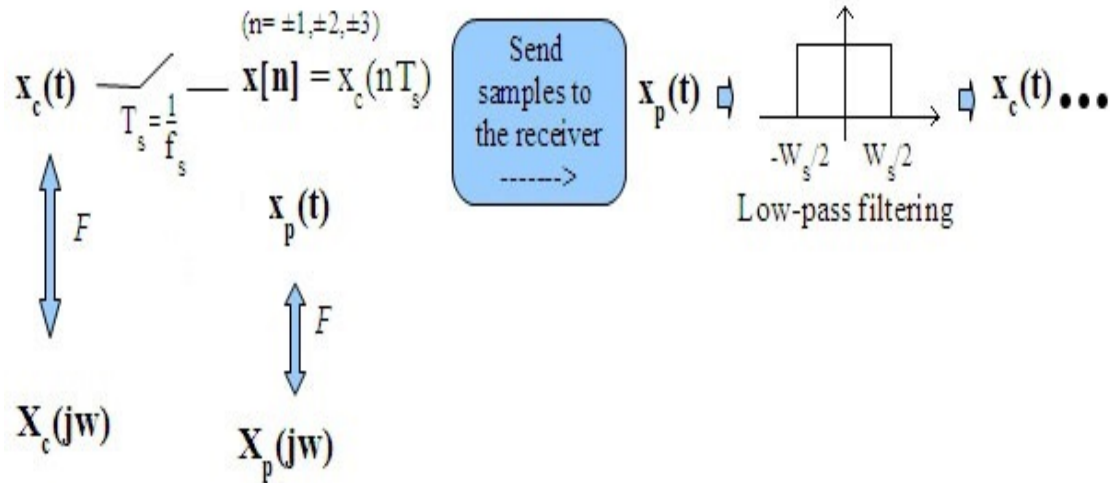 (n= ±1,±2,±3)
x_c(t)
T_s = 1/f_s
x[n] = x_c(nT_s)
Send
samples to
the receiver
------->
x_p(t)
-W_s/2 W_s/2
Low-pass filtering
x_c(t) •••
F
x_p(t)
F
X_c(jw)
X_p(jw)